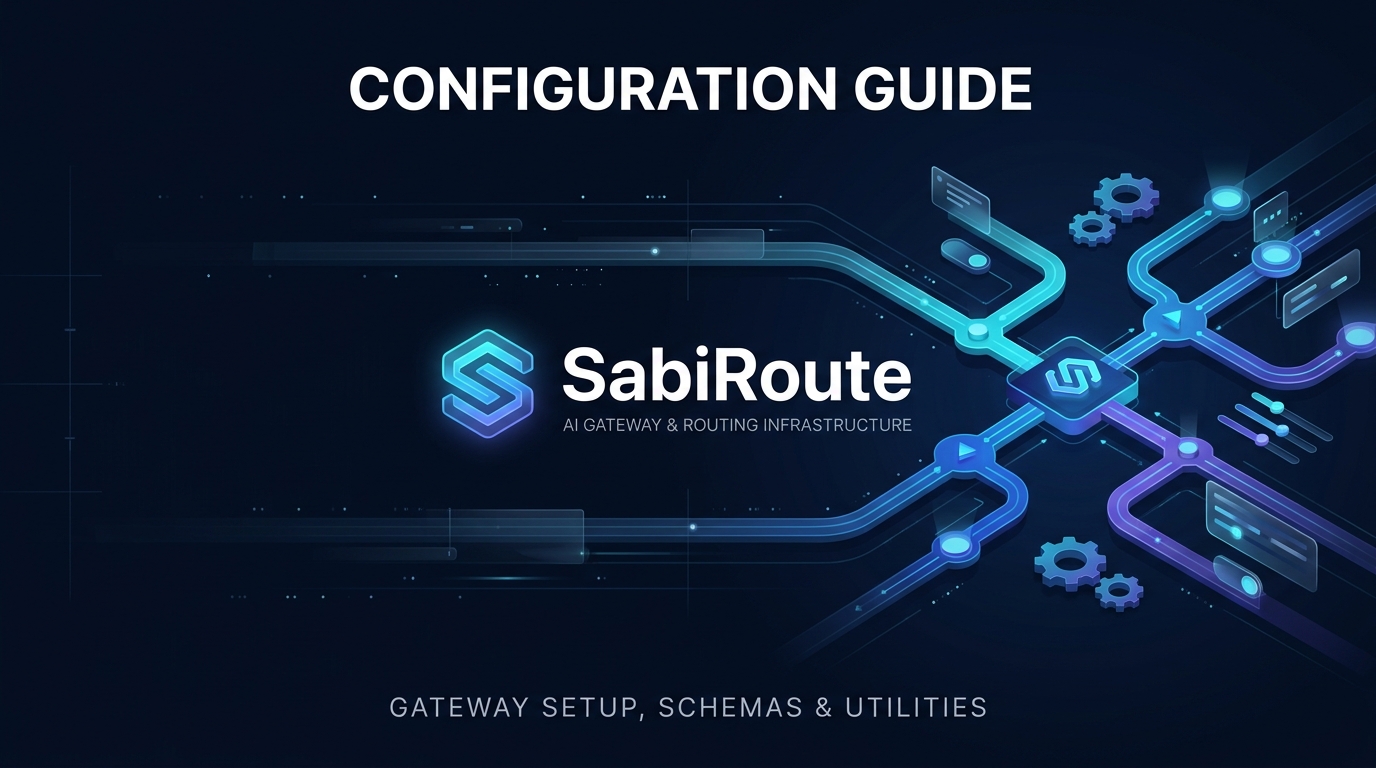 CONFIGURATION GUIDE
SabiRoute
AI GATEWAY & ROUTING INFRASTRUCTURE
GATEWAY SETUP, SCHEMAS & UTILITIES